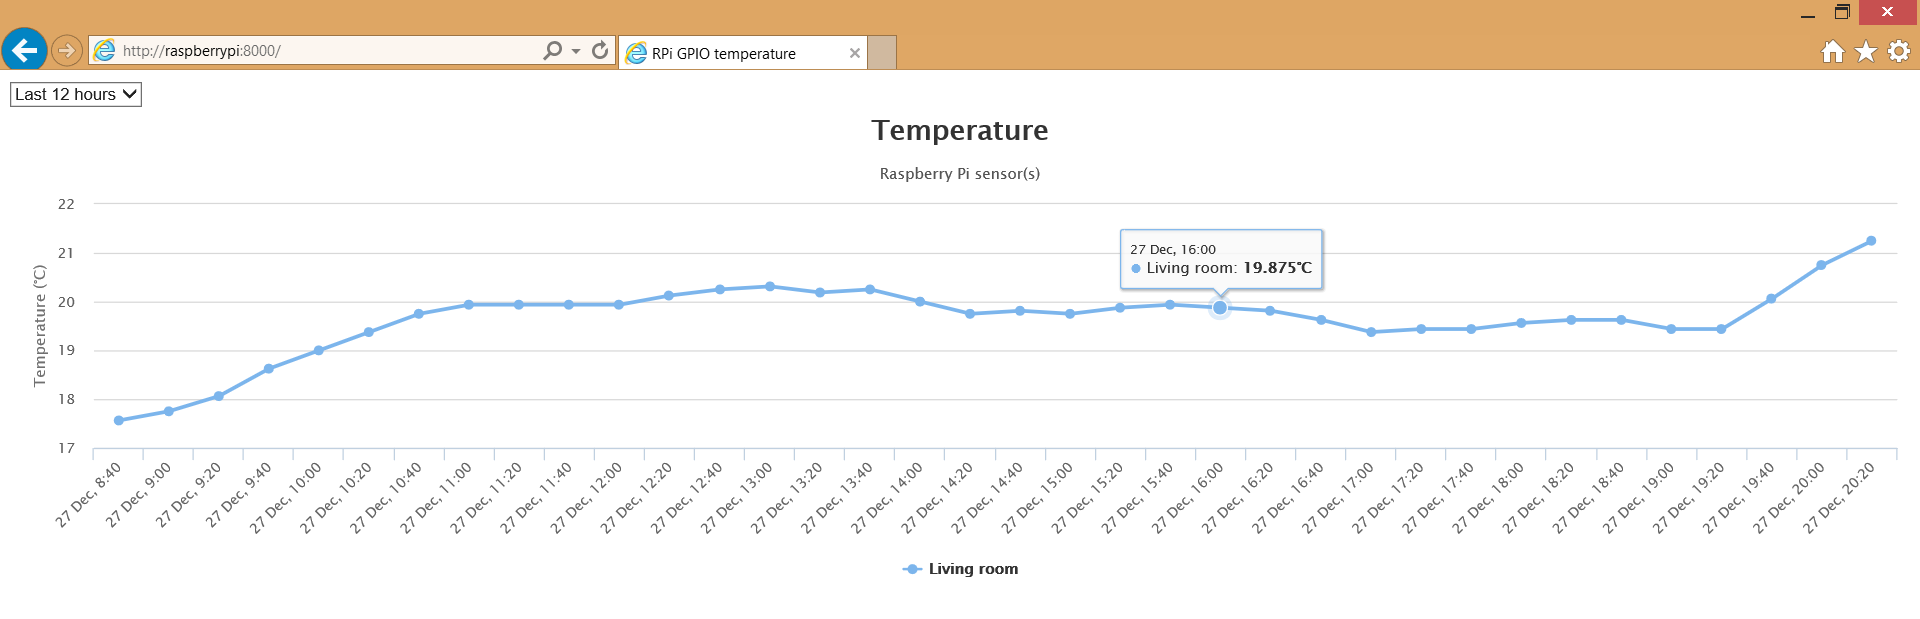 http://raspberrypi:8000/
RPi GPIO temperature
Last 12 hours
Temperature
Raspberry Pi sensor(s)
22
21
20
19
18
17
Temperature (°C)
27 Dec, 16:00
Living room: 19.875°C
27 Dec, 8:40
27 Dec, 9:00
27 Dec, 9:20
27 Dec, 9:40
27 Dec, 10:00
27 Dec, 10:20
27 Dec, 10:40
27 Dec, 11:00
27 Dec, 11:20
27 Dec, 11:40
27 Dec, 12:00
27 Dec, 12:20
27 Dec, 12:40
27 Dec, 13:00
27 Dec, 13:20
27 Dec, 13:40
27 Dec, 14:00
27 Dec, 14:20
27 Dec, 14:40
27 Dec, 15:00
27 Dec, 15:20
27 Dec, 15:40
27 Dec, 16:00
27 Dec, 16:20
27 Dec, 16:40
27 Dec, 17:00
27 Dec, 17:20
27 Dec, 17:40
27 Dec, 18:00
27 Dec, 18:20
27 Dec, 18:40
27 Dec, 19:00
27 Dec, 19:20
27 Dec, 19:40
27 Dec, 20:00
27 Dec, 20:20
Living room